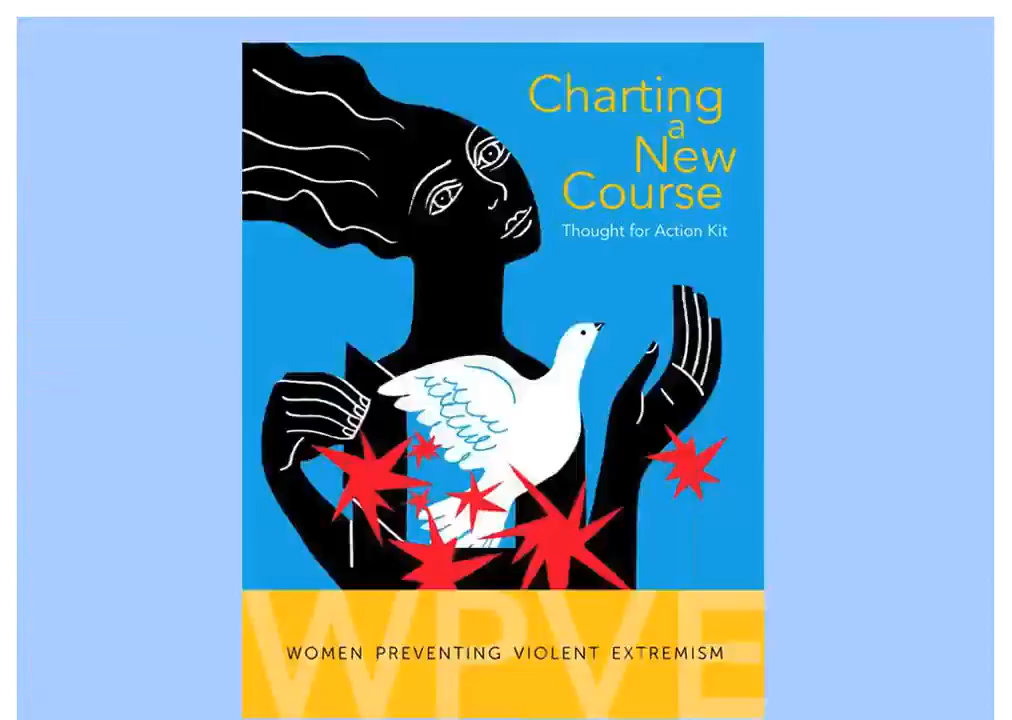 Charting
a
New
Course
Thought for Action Kit
WPVE
WOMEN PREVENTING VIOLENT EXTREMISM